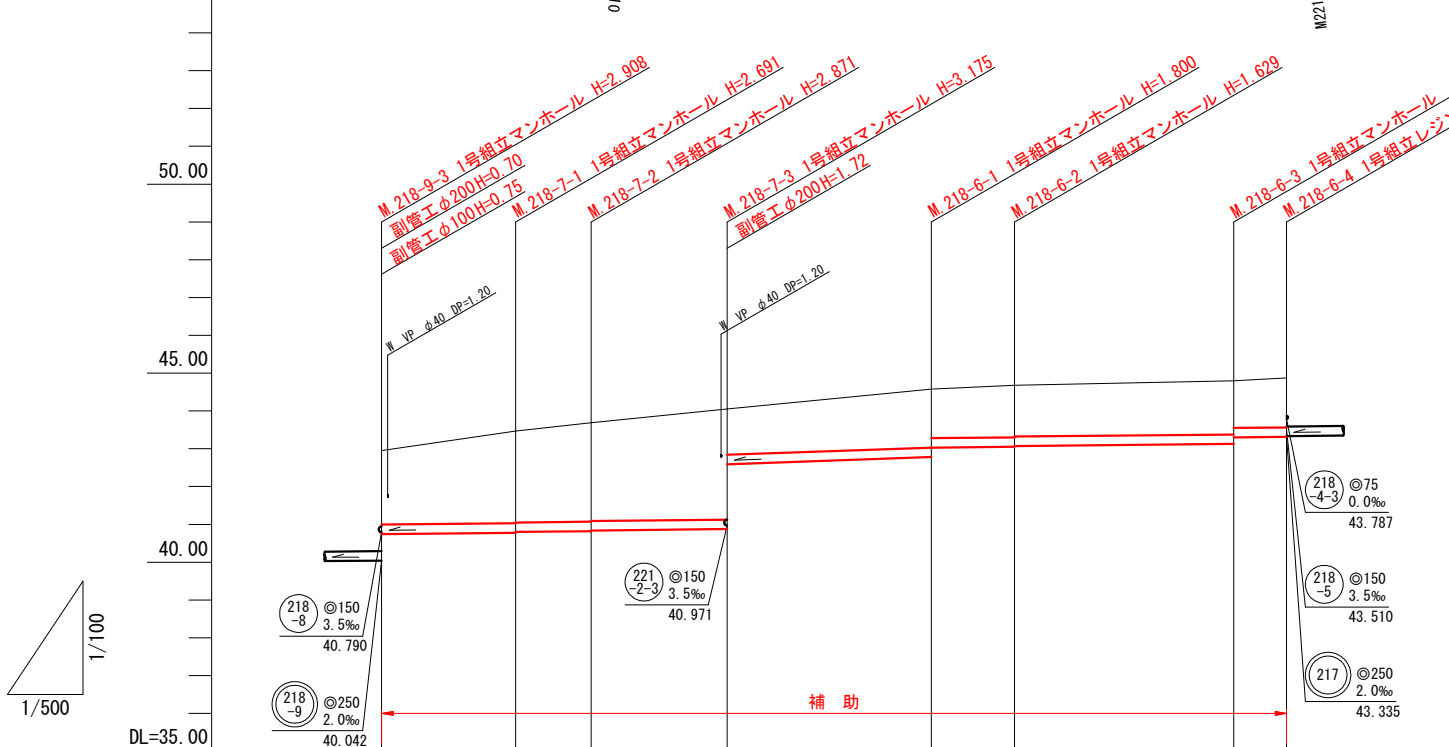 M221
M.218-9-3 1号組立マンホール H=2.908
副管工φ200H=0.70
副管工φ100H=0.75
M.218-7-1 1号組立マンホール H=2.691
M.218-7-2 1号組立マンホール H=2.871
M.218-7-3 1号組立マンホール H=3.175
副管工φ200H=1.72
M.218-6-1 1号組立マンホール H=1.800
M.218-6-2 1号組立マンホール H=1.629
M.218-6-3 1号組立マンホール
M.218-6-4 1号組立レジン
W VP φ40 DP=1.20
W VP φ40 DP=1.20
50.00
45.00
40.00
DL=35.00
1/100
1/500
218
-8
◎150
3.5‰
40.790
218
-9
◎250
2.0‰
40.042
221
-2-3
◎150
3.5‰
40.971
218
-4-3
◎75
0.0‰
43.787
218
-5
◎150
3.5‰
43.510
217
◎250
2.0‰
43.335
補 助